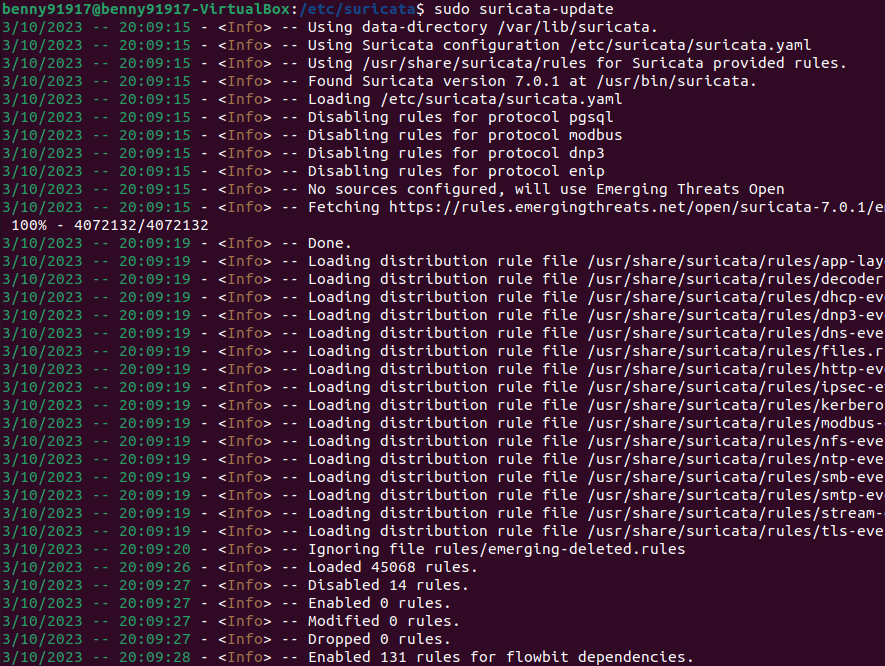 benny91917@benny91917-VirtualBox:/etc/suricata$ sudo suricata-update
3/10/2023 -- 20:09:15 - <Info> -- Using data-directory /var/lib/suricata.
3/10/2023 -- 20:09:15 - <Info> -- Using Suricata configuration /etc/suricata/suricata.yaml
3/10/2023 -- 20:09:15 - <Info> -- Using /usr/share/suricata/rules for Suricata provided rules.
3/10/2023 -- 20:09:15 - <Info> -- Found Suricata version 7.0.1 at /usr/bin/suricata.
3/10/2023 -- 20:09:15 - <Info> -- Loading /etc/suricata/suricata.yaml
3/10/2023 -- 20:09:15 - <Info> -- Disabling rules for protocol pgsql
3/10/2023 -- 20:09:15 - <Info> -- Disabling rules for protocol modbus
3/10/2023 -- 20:09:15 - <Info> -- Disabling rules for protocol dnp3
3/10/2023 -- 20:09:15 - <Info> -- Disabling rules for protocol enip
3/10/2023 -- 20:09:15 - <Info> -- No sources configured, will use Emerging Threats Open
3/10/2023 -- 20:09:15 - <Info> -- Fetching https://rules.emergingthreats.net/open/suricata-7.0.1/em
100% - 4072132/4072132
3/10/2023 -- 20:09:19 - <Info> -- Done.
3/10/2023 -- 20:09:19 - <Info> -- Loading distribution rule file /usr/share/suricata/rules/app-laye
3/10/2023 -- 20:09:19 - <Info> -- Loading distribution rule file /usr/share/suricata/rules/decoder
3/10/2023 -- 20:09:19 - <Info> -- Loading distribution rule file /usr/share/suricata/rules/dhcp-eve
3/10/2023 -- 20:09:19 - <Info> -- Loading distribution rule file /usr/share/suricata/rules/dnp3-eve
3/10/2023 -- 20:09:19 - <Info> -- Loading distribution rule file /usr/share/suricata/rules/dns-even
3/10/2023 -- 20:09:19 - <Info> -- Loading distribution rule file /usr/share/suricata/rules/files.ru
3/10/2023 -- 20:09:19 - <Info> -- Loading distribution rule file /usr/share/suricata/rules/http-eve
3/10/2023 -- 20:09:19 - <Info> -- Loading distribution rule file /usr/share/suricata/rules/ipsec-ev
3/10/2023 -- 20:09:19 - <Info> -- Loading distribution rule file /usr/share/suricata/rules/kerberos
3/10/2023 -- 20:09:19 - <Info> -- Loading distribution rule file /usr/share/suricata/rules/modbus-e
3/10/2023 -- 20:09:19 - <Info> -- Loading distribution rule file /usr/share/suricata/rules/nfs-even
3/10/2023 -- 20:09:19 - <Info> -- Loading distribution rule file /usr/share/suricata/rules/ntp-even
3/10/2023 -- 20:09:19 - <Info> -- Loading distribution rule file /usr/share/suricata/rules/smb-even
3/10/2023 -- 20:09:19 - <Info> -- Loading distribution rule file /usr/share/suricata/rules/smtp-eve
3/10/2023 -- 20:09:19 - <Info> -- Loading distribution rule file /usr/share/suricata/rules/stream-e
3/10/2023 -- 20:09:19 - <Info> -- Loading distribution rule file /usr/share/suricata/rules/tls-even
3/10/2023 -- 20:09:20 - <Info> -- Ignoring file rules/emerging-deleted.rules
3/10/2023 -- 20:09:26 - <Info> -- Loaded 45068 rules.
3/10/2023 -- 20:09:27 - <Info> -- Disabled 14 rules.
3/10/2023 -- 20:09:27 - <Info> -- Enabled 0 rules.
3/10/2023 -- 20:09:27 - <Info> -- Modified 0 rules.
3/10/2023 -- 20:09:27 - <Info> -- Dropped 0 rules.
3/10/2023 -- 20:09:28 - <Info> -- Enabled 131 rules for flowbit dependencies.